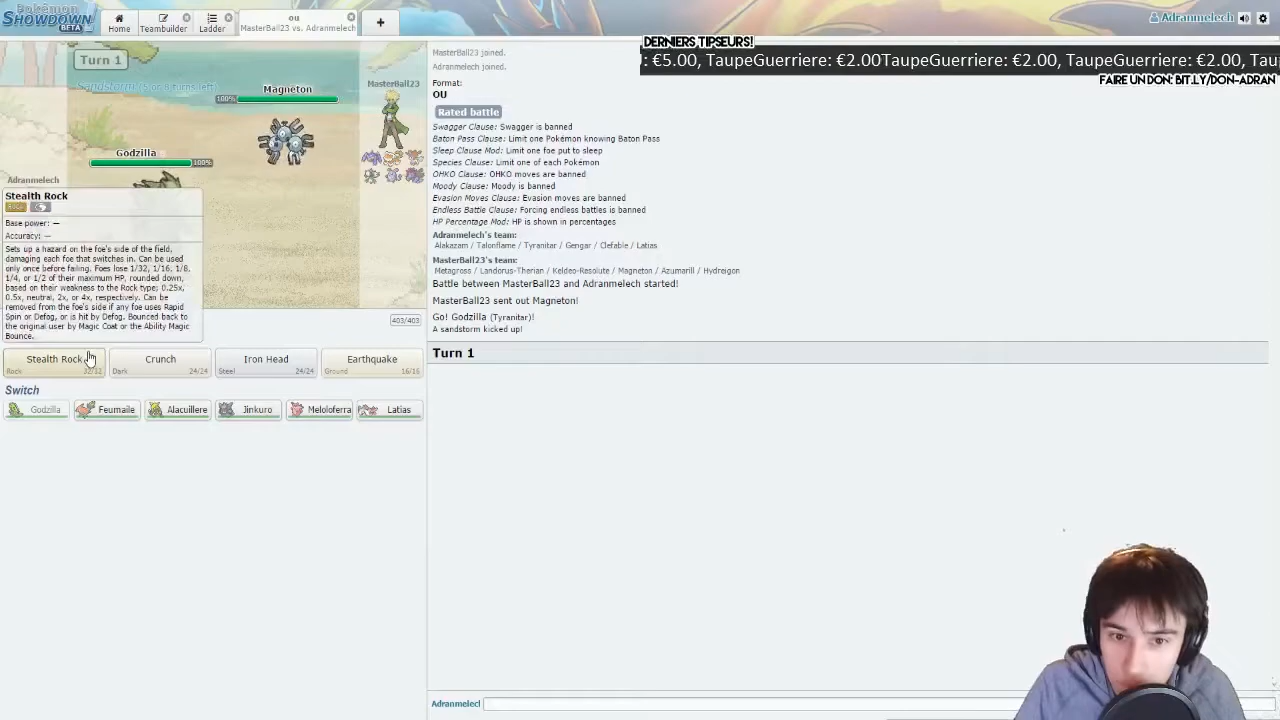 Pokémon
SHOWDOWN
BETA
Home
Teambuilder
Ladder
OU
MasterBall23 vs. Adranmelech
+
Adranmelech
DERNIERS TIPSEURS!
: €5.00, TaupeGuerriere: €2.00TaupeGuerriere: €2.00, TaupeGuerriere: €2.00, Tau
FAIRE UN DON: BIT.LY/DON-ADRAN
Turn 1
Sandstorm (5 or 8 turns left)
Magneton
100%
MasterBall23
Godzilla
100%
Adranmelech
Stealth Rock
Rock
Base power: —
Accuracy: —
Sets up a hazard on the foe's side of the field,
damaging each foe that switches in. Can be used
only once before failing. Foes lose 1/32, 1/16, 1/8,
1/4, or 1/2 of their maximum HP, rounded down,
based on their weakness to the Rock type; 0.25x,
0.5x, neutral, 2x, or 4x, respectively. Can be
removed from the foe's side if any foe uses Rapid
Spin or Defog, or is hit by Defog. Bounced back to
the original user by Magic Coat or the Ability Magic
Bounce.
403/403
Stealth Rock
Rock 32/32
Crunch
Dark 24/24
Iron Head
Steel 24/24
Earthquake
Ground 16/16
Switch
Godzilla
Feumaile
Alacuillere
Jinkuro
Meloloferra
Latias
MasterBall23 joined.
Adranmelech joined.
Format:
OU
Rated battle
Swagger Clause: Swagger is banned
Baton Pass Clause: Limit one Pokémon knowing Baton Pass
Sleep Clause Mod: Limit one foe put to sleep
Species Clause: Limit one of each Pokémon
OHKO Clause: OHKO moves are banned
Moody Clause: Moody is banned
Evasion Moves Clause: Evasion moves are banned
Endless Battle Clause: Forcing endless battles is banned
HP Percentage Mod: HP is shown in percentages
Adranmelech's team:
Alakazam / Talonflame / Tyranitar / Gengar / Clefable / Latias
MasterBall23's team:
Metagross / Landorus-Therian / Keldeo-Resolute / Magneton / Azumarill / Hydreigon
Battle between MasterBall23 and Adranmelech started!
MasterBall23 sent out Magneton!
Go! Godzilla (Tyranitar)!
A sandstorm kicked up!
Turn 1
Adranmelecl